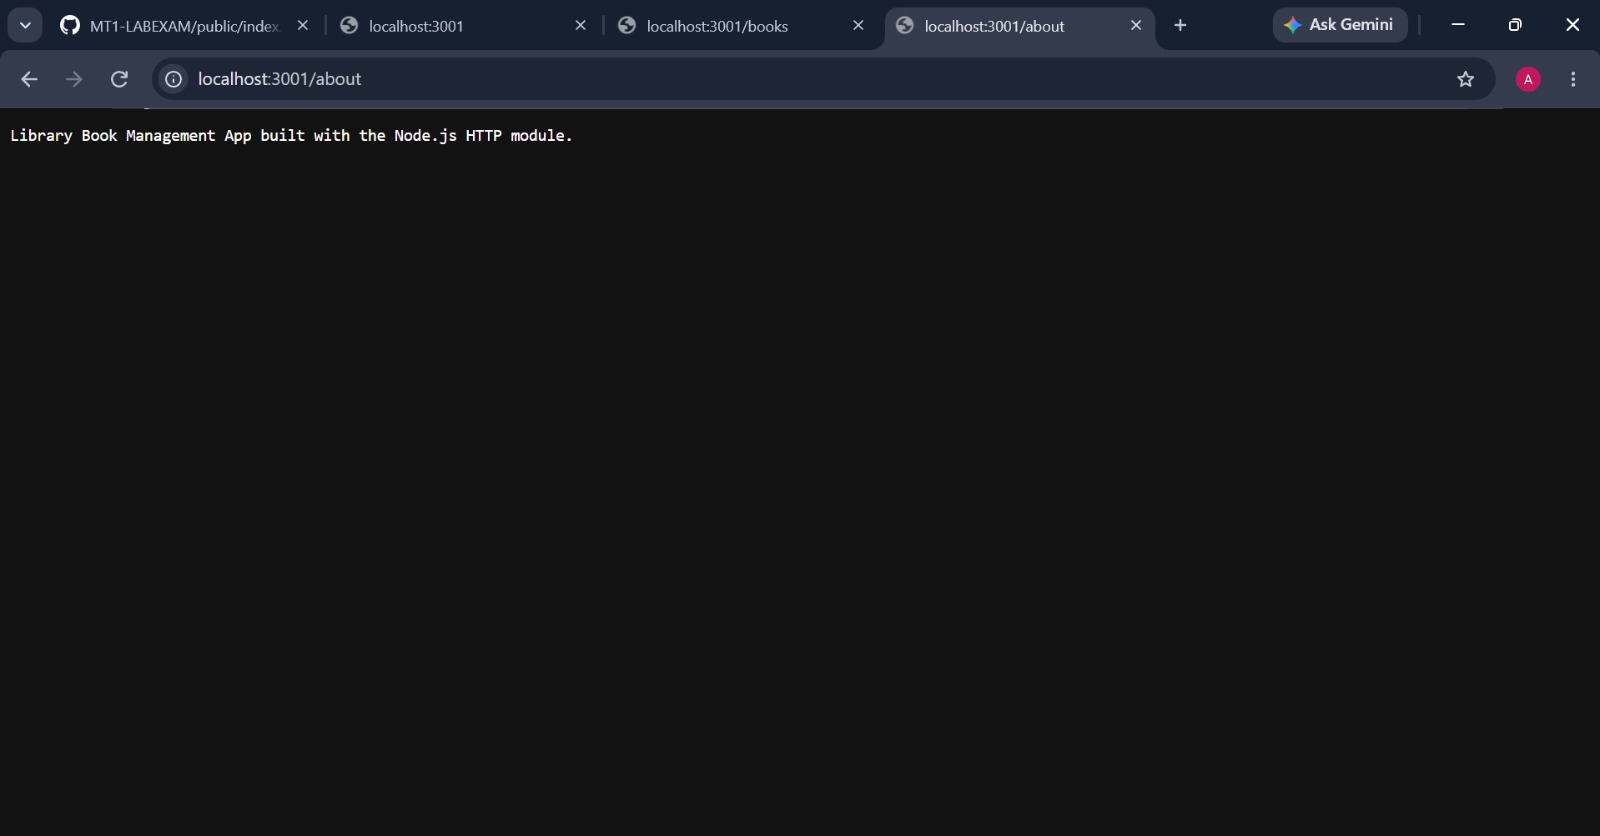 MT1-LABEXAM/public/index.
localhost:3001
localhost:3001/books
localhost:3001/about
Ask Gemini
localhost:3001/about
A
Library Book Management App built with the Node.js HTTP module.